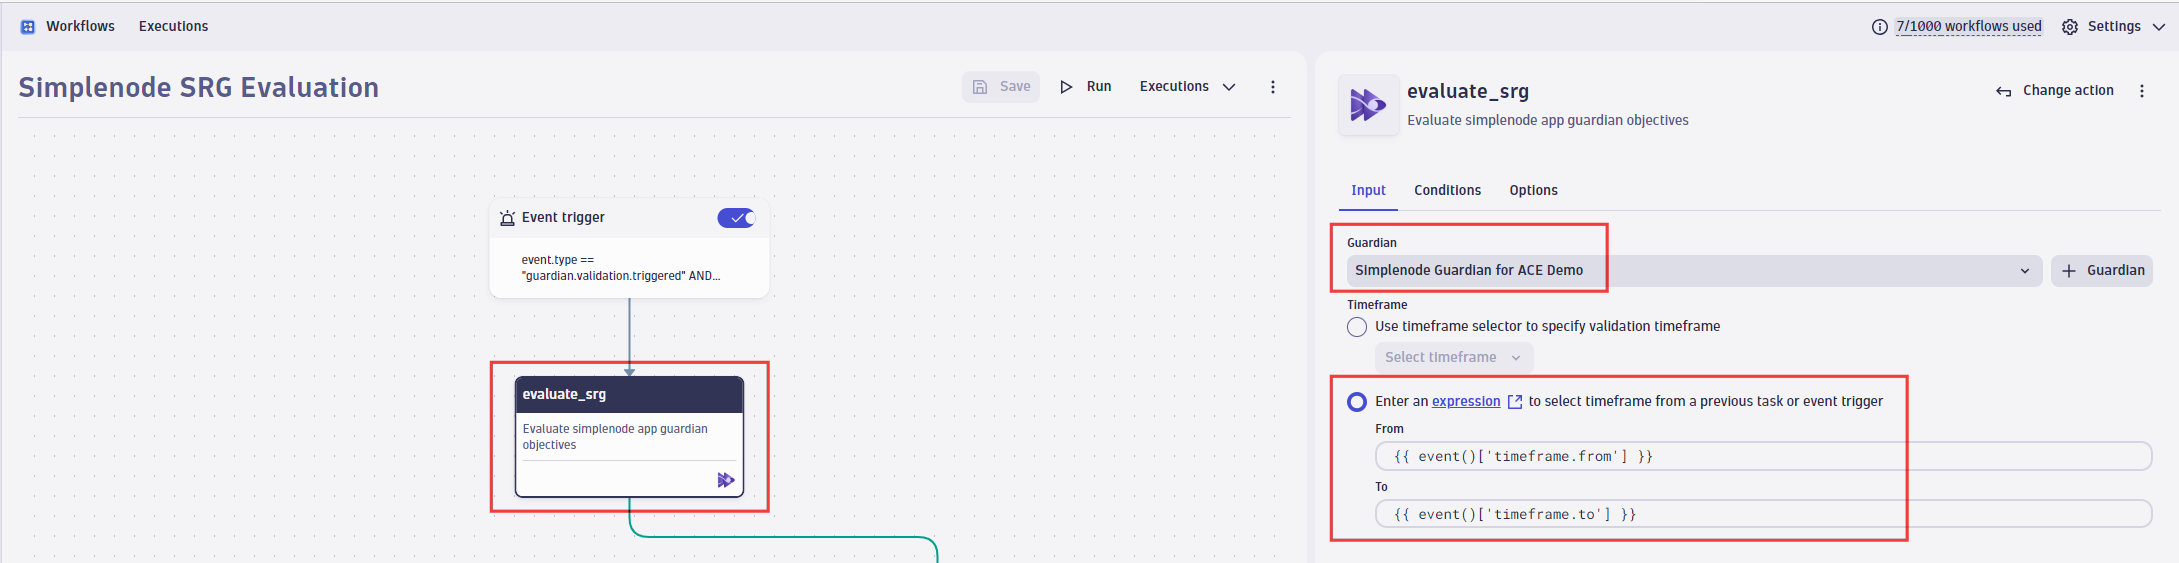 Workflows Executions 7/1000 workflows used Settings
Simplenode SRG Evaluation Save Run Executions
Event trigger
event.type ==
"guardian.validation.triggered" AND...
evaluate_srg
Evaluate simplenode app guardian
objectives
evaluate_srg
Change action
Evaluate simplenode app guardian objectives
Input Conditions Options
Guardian
Simplenode Guardian for ACE Demo
Guardian
Timeframe
Use timeframe selector to specify validation timeframe
Select timeframe
Enter an expression to select timeframe from a previous task or event trigger
From
{{ event()['timeframe.from'] }}
To
{{ event()['timeframe.to'] }}